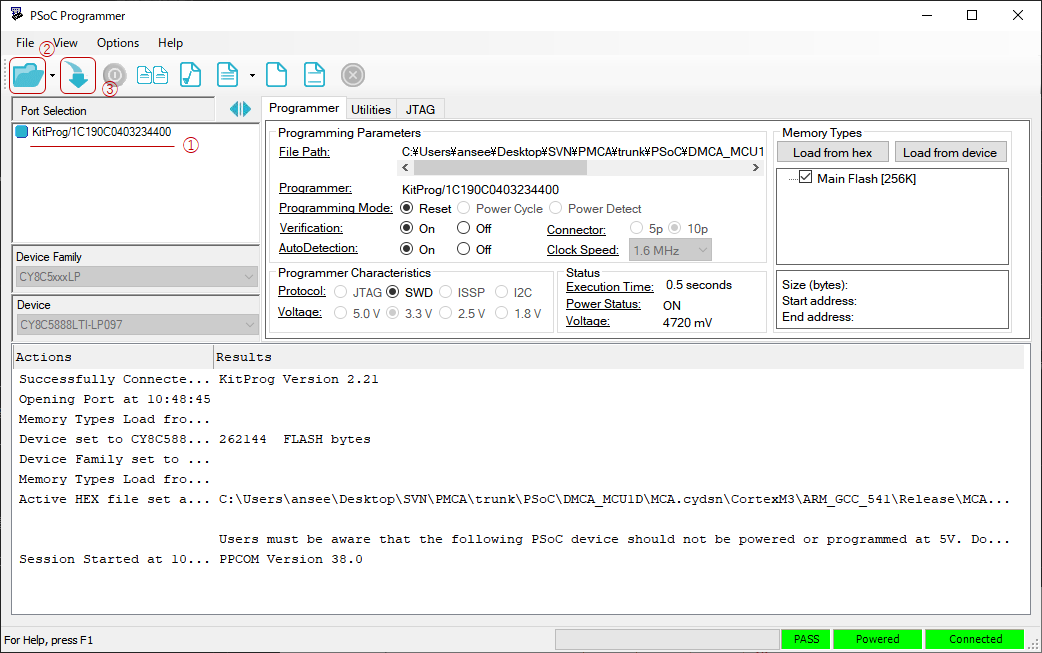 PSoC Programmer
File View Options Help
②
③
Port Selection
KitProg/1C190C0403234400
①
Device Family
CY8C5xxxLP
Device
CY8C5888LTI-LP097
Programmer Utilities JTAG
Programming Parameters
File Path: C:¥Users¥ansee¥Desktop¥SVN¥PMCA¥trunk¥PSoC¥DMCA_MCU1
Programmer: KitProg/1C190C0403234400
Programming Mode: Reset Power Cycle Power Detect
Verification: On Off Connector: 5p 10p
AutoDetection: On Off Clock Speed: 1.6 MHz
Programmer Characteristics
Protocol: JTAG SWD ISSP I2C
Voltage: 5.0 V 3.3 V 2.5 V 1.8 V
Status
Execution Time: 0.5 seconds
Power Status: ON
Voltage: 4720 mV
Memory Types
Load from hex Load from device
Main Flash [256K]
Size (bytes):
Start address:
End address:
Actions Results
Successfully Connecte... KitProg Version 2.21
Opening Port at 10:48:45
Memory Types Load fro...
Device set to CY8C588... 262144 FLASH bytes
Device Family set to ...
Memory Types Load fro...
Active HEX file set a... C:\Users\ansee\Desktop\SVN\PMCA\trunk\PSoC\DMCA_MCU1D\MCA.cydsn\CortexM3\ARM_GCC_541\Release\MCA...
Users must be aware that the following PSoC device should not be powered or programmed at 5V. Do...
Session Started at 10... PPCOM Version 38.0
For Help, press F1
PASS Powered Connected